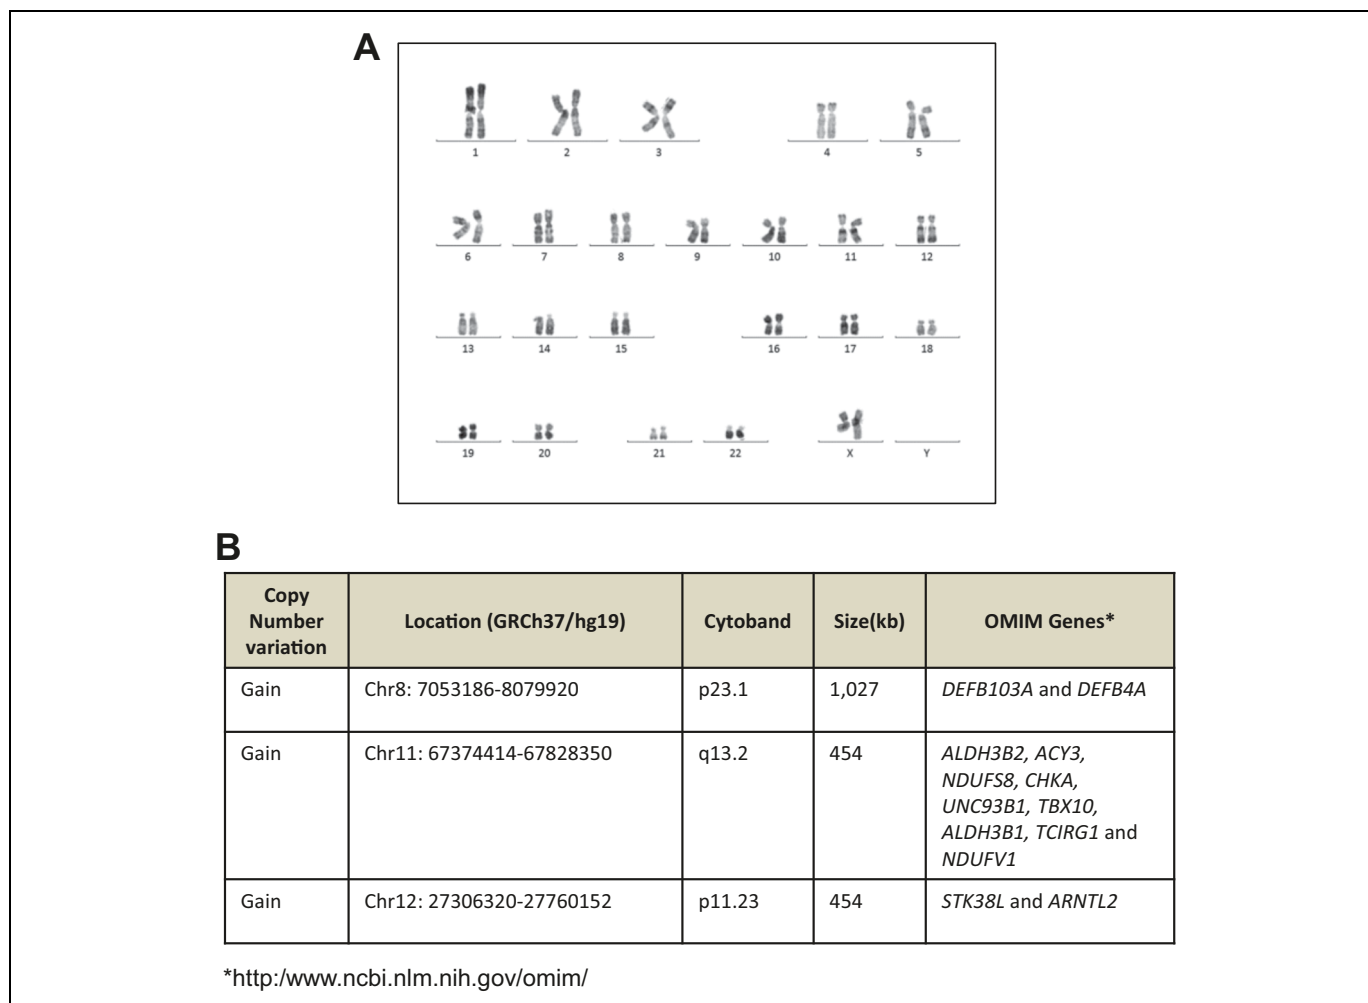 A
1 2 3 4 5
6 7 8 9 10 11 12
13 14 15 16 17 18
19 20 21 22 X Y
B
Copy Number variation Location (GRCh37/hg19) Cytoband Size(kb) OMIM Genes*
Gain Chr8: 7053186-8079920 p23.1 1,027 DEFB103A and DEFB4A
Gain Chr11: 67374414-67828350 q13.2 454 ALDH3B2, ACY3,
NDUFS8, CHKA,
UNC93B1, TBX10,
ALDH3B1, TCIRG1 and
NDUFV1
Gain Chr12: 27306320-27760152 p11.23 454 STK38L and ARNTL2
*http:/www.ncbi.nlm.nih.gov/omim/